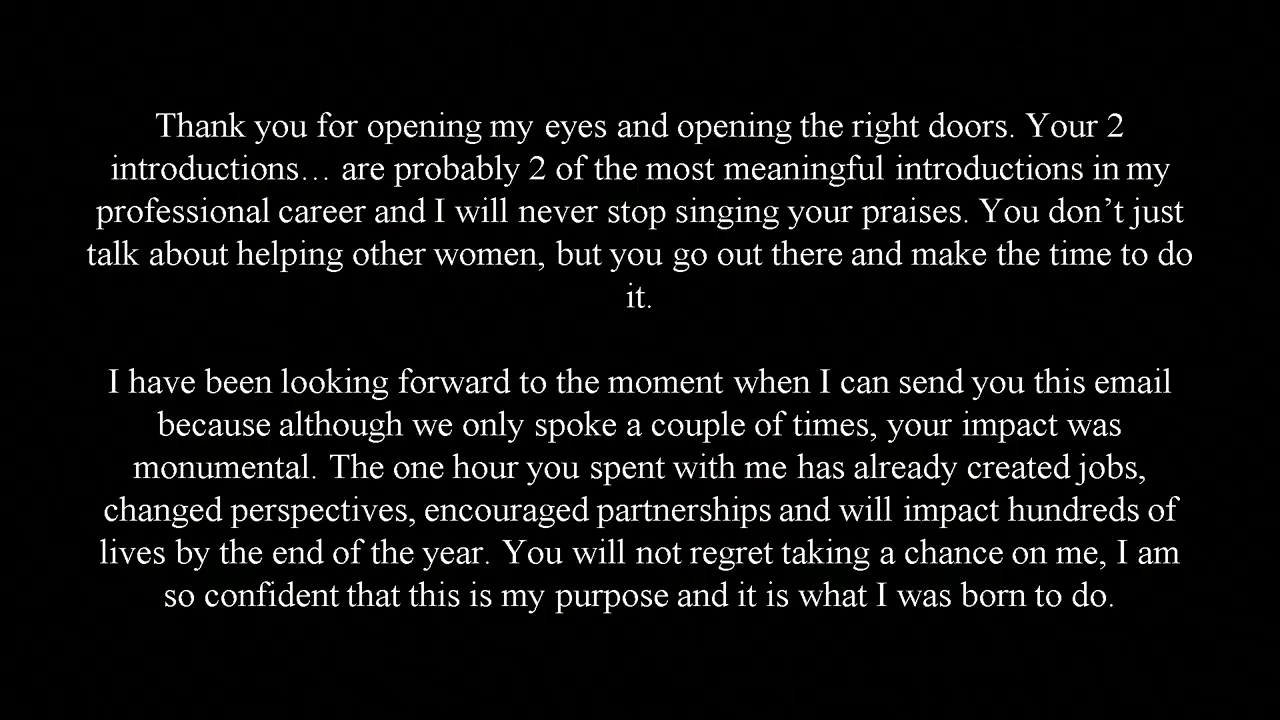 Thank you for opening my eyes and opening the right doors. Your 2
introductions… are probably 2 of the most meaningful introductions in my
professional career and I will never stop singing your praises. You don’t just
talk about helping other women, but you go out there and make the time to do
it.
I have been looking forward to the moment when I can send you this email
because although we only spoke a couple of times, your impact was
monumental. The one hour you spent with me has already created jobs,
changed perspectives, encouraged partnerships and will impact hundreds of
lives by the end of the year. You will not regret taking a chance on me, I am
so confident that this is my purpose and it is what I was born to do.